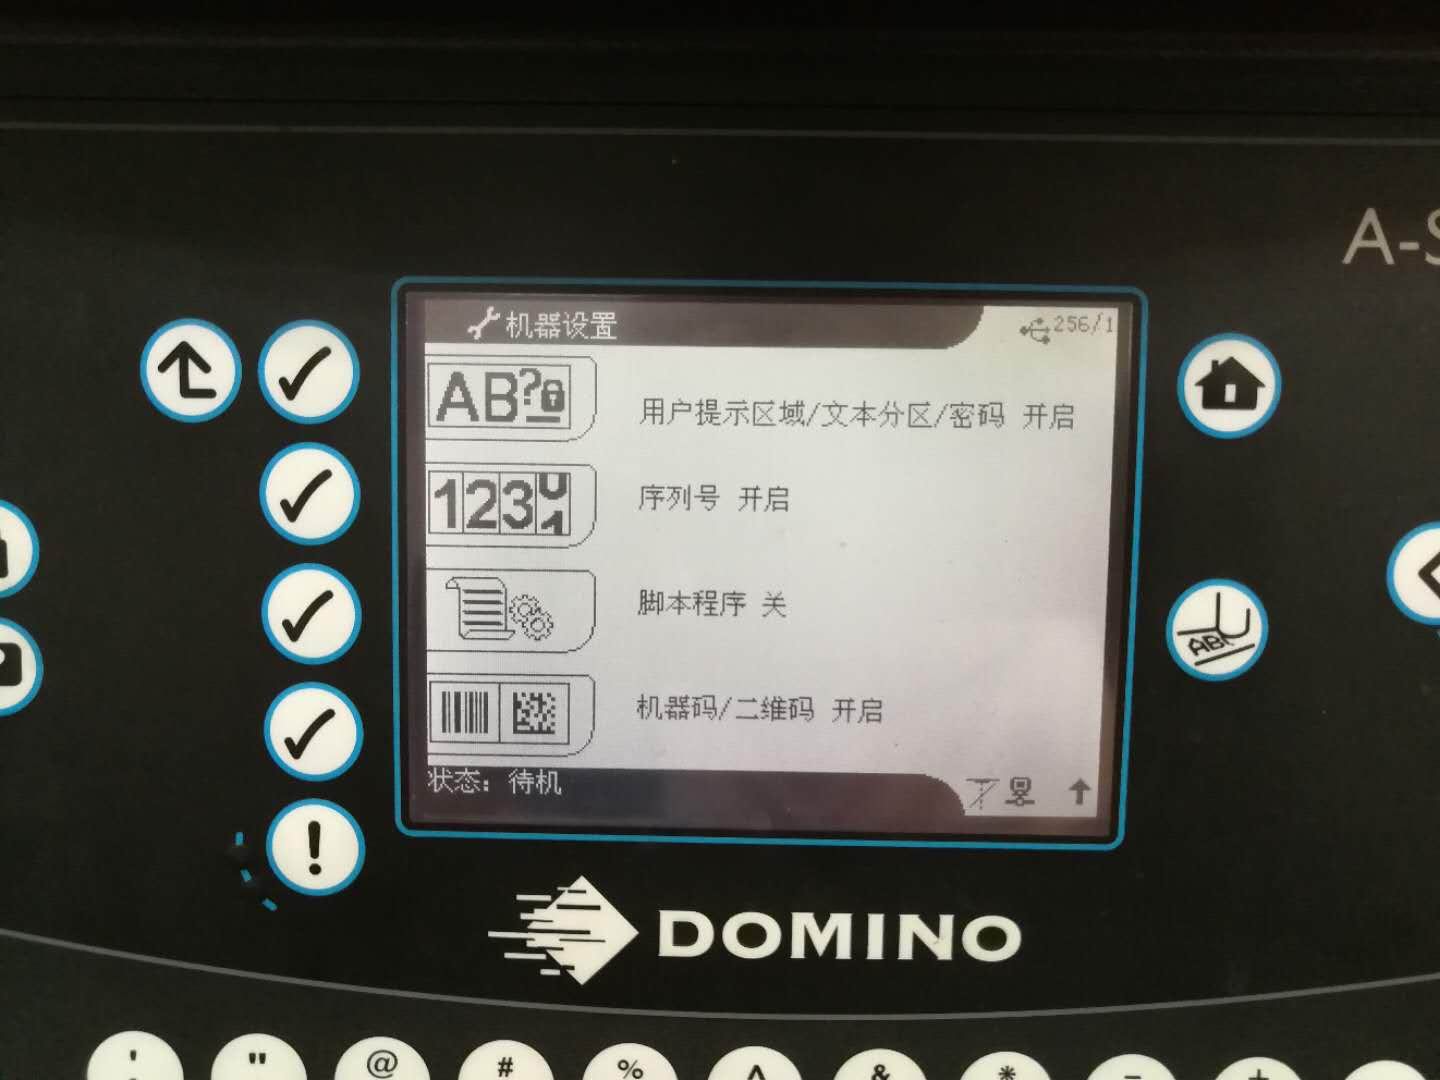 A-S
机器设置
256/1
AB?
用户提示区域/文本分区/密码 开启
123
序列号 开启
脚本程序 关
机器码/二维码 开启
状态: 待机
ABC
!
DOMINO
' " @ # % ^ & * - +